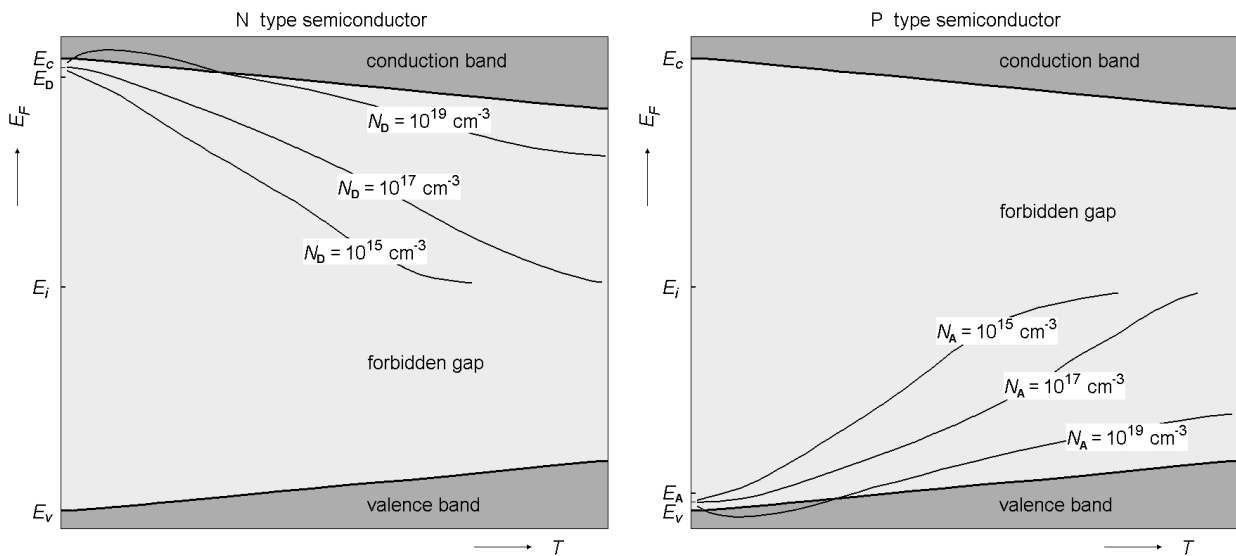 N type semiconductor
E_c
E_D
E_F
E_i
E_v
conduction band
N_D = 10^19 cm^-3
N_D = 10^17 cm^-3
N_D = 10^15 cm^-3
forbidden gap
valence band
T
P type semiconductor
E_c
E_F
E_i
E_A
E_v
conduction band
forbidden gap
N_A = 10^15 cm^-3
N_A = 10^17 cm^-3
N_A = 10^19 cm^-3
valence band
T